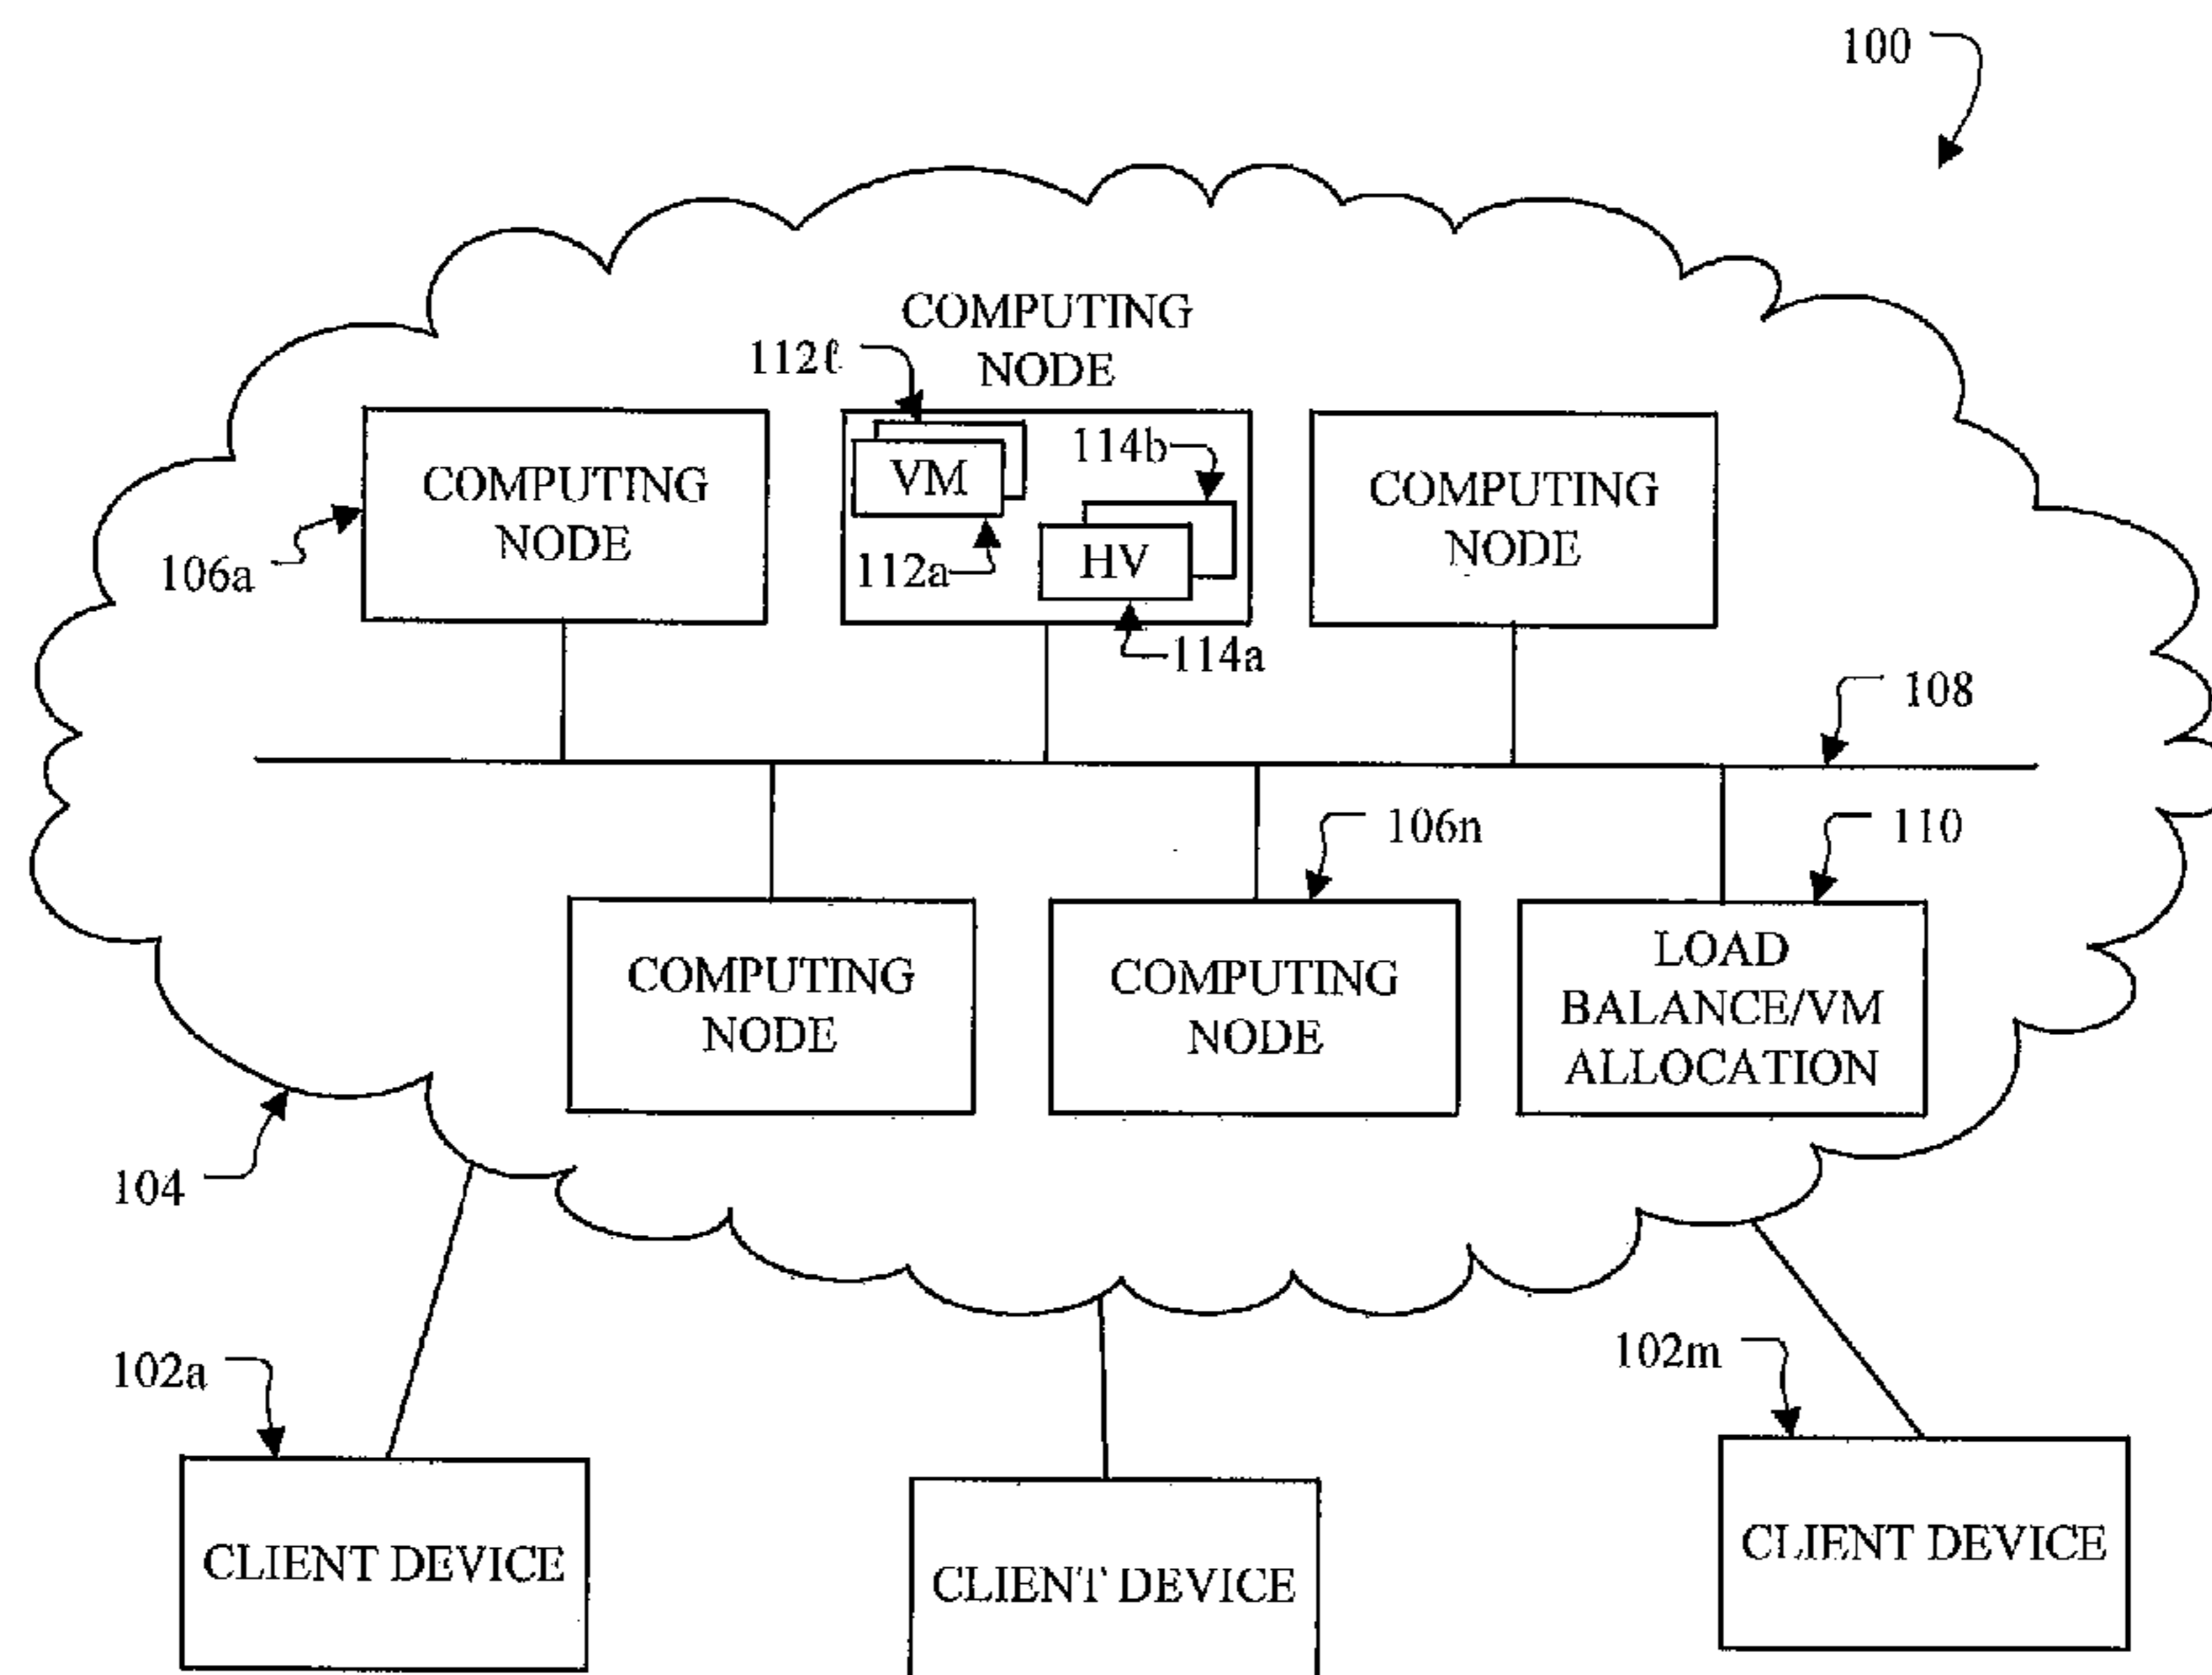 100
COMPUTING
NODE
112ℓ
COMPUTING
NODE
VM
114b
COMPUTING
NODE
106a
112a
HV
114a
108
106n
110
COMPUTING
NODE
COMPUTING
NODE
LOAD
BALANCE/VM
ALLOCATION
104
102a
102m
CLIENT DEVICE
CLIENT DEVICE
CLIENT DEVICE